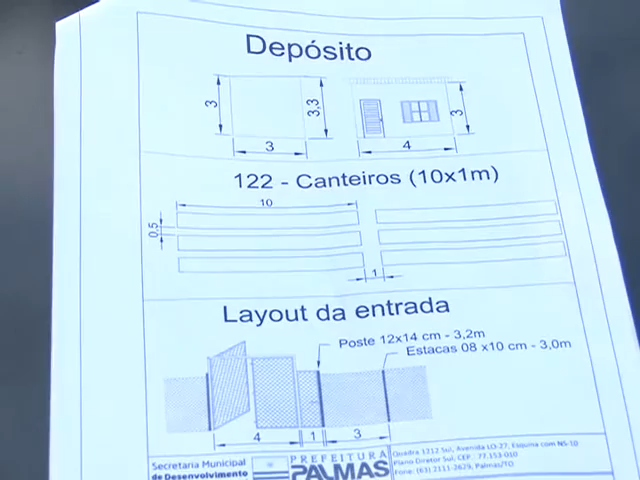 Depósito
3
3,3
3
3
4
122 - Canteiros (10x1m)
10
0,5
1
Layout da entrada
Poste 12x14 cm - 3,2m
Estacas 08 x10 cm - 3,0m
4
1
3
Secretaria Municipal
de Desenvolvimento
PREFEITURA
PALMAS
Quadra 1212 Sul, Avenida LO-27, Esquina com NS-10
Plano Diretor Sul, CEP.: 77.153-010
Fone: (63) 2111-2629, Palmas/TO